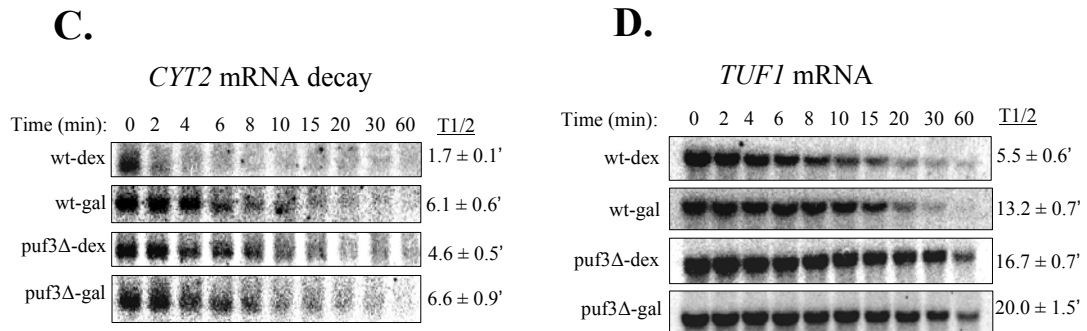 C.
CYT2 mRNA decay
Time (min): 0 2 4 6 8 10 15 20 30 60 T1/2
wt-dex 1.7 ± 0.1'
wt-gal 6.1 ± 0.6'
puf3Δ-dex 4.6 ± 0.5'
puf3Δ-gal 6.6 ± 0.9'
D.
TUF1 mRNA
Time (min): 0 2 4 6 8 10 15 20 30 60 T1/2
wt-dex 5.5 ± 0.6'
wt-gal 13.2 ± 0.7'
puf3Δ-dex 16.7 ± 0.7'
puf3Δ-gal 20.0 ± 1.5'